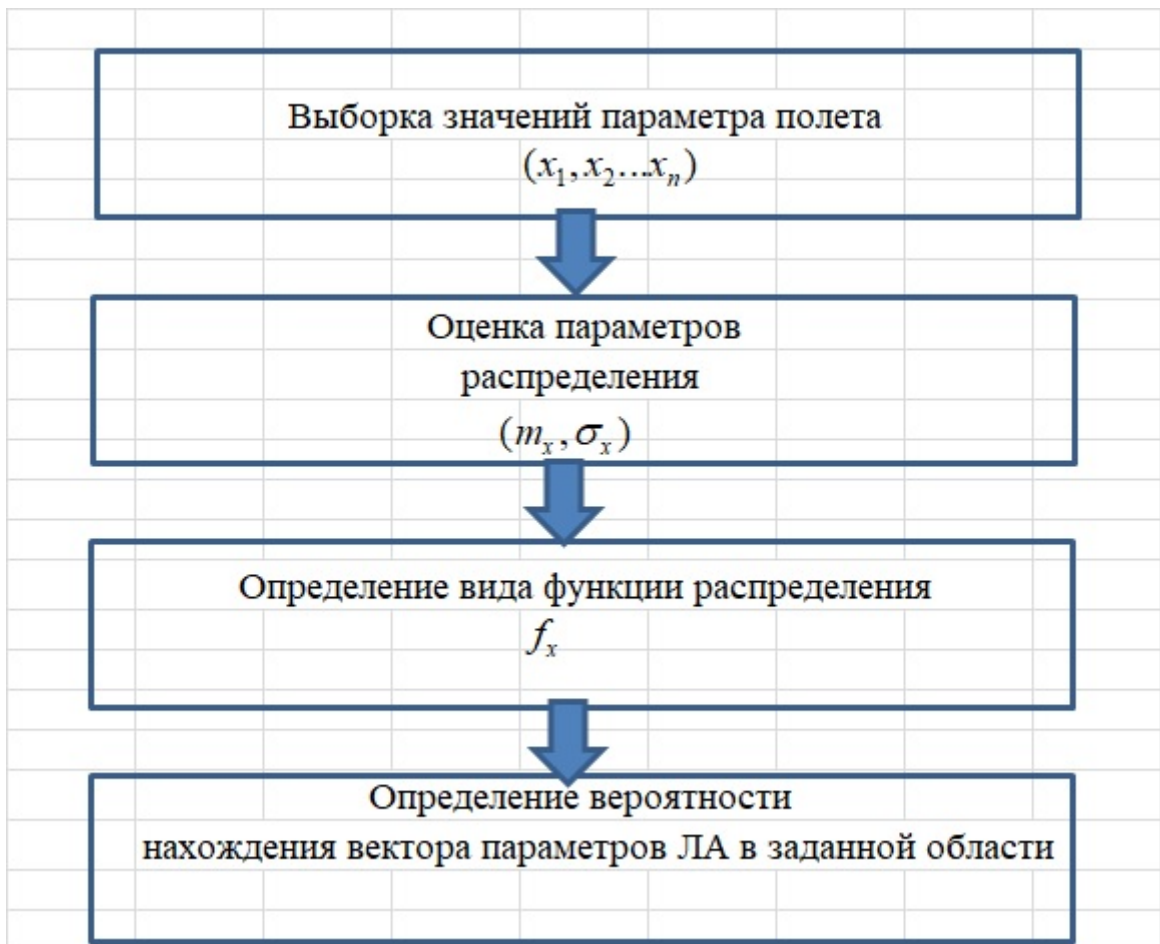 Выборка значений параметра полета
(x₁, x₂...xₙ)
Оценка параметров
распределения
(mₓ, σₓ)
Определение вида функции распределения
fₓ
Определение вероятности
нахождения вектора параметров ЛА в заданной области